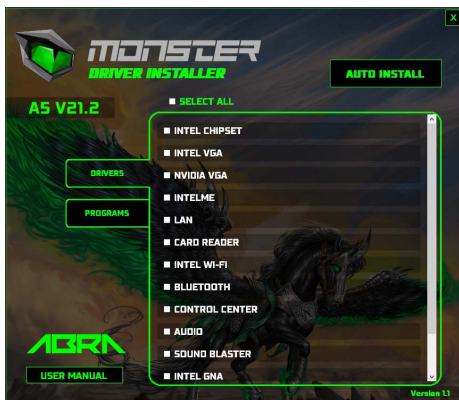 X
MONSTER
DRIVER INSTALLER
AUTO INSTALL
A5 V21.2
SELECT ALL
DRIVERS
PROGRAMS
INTEL CHIPSET
INTEL VGA
NVIDIA VGA
INTELME
LAN
CARD READER
INTEL WI-FI
BLUETOOTH
CONTROL CENTER
AUDIO
SOUND BLASTER
INTEL GNA
ABRA
USER MANUAL
Version 1.1